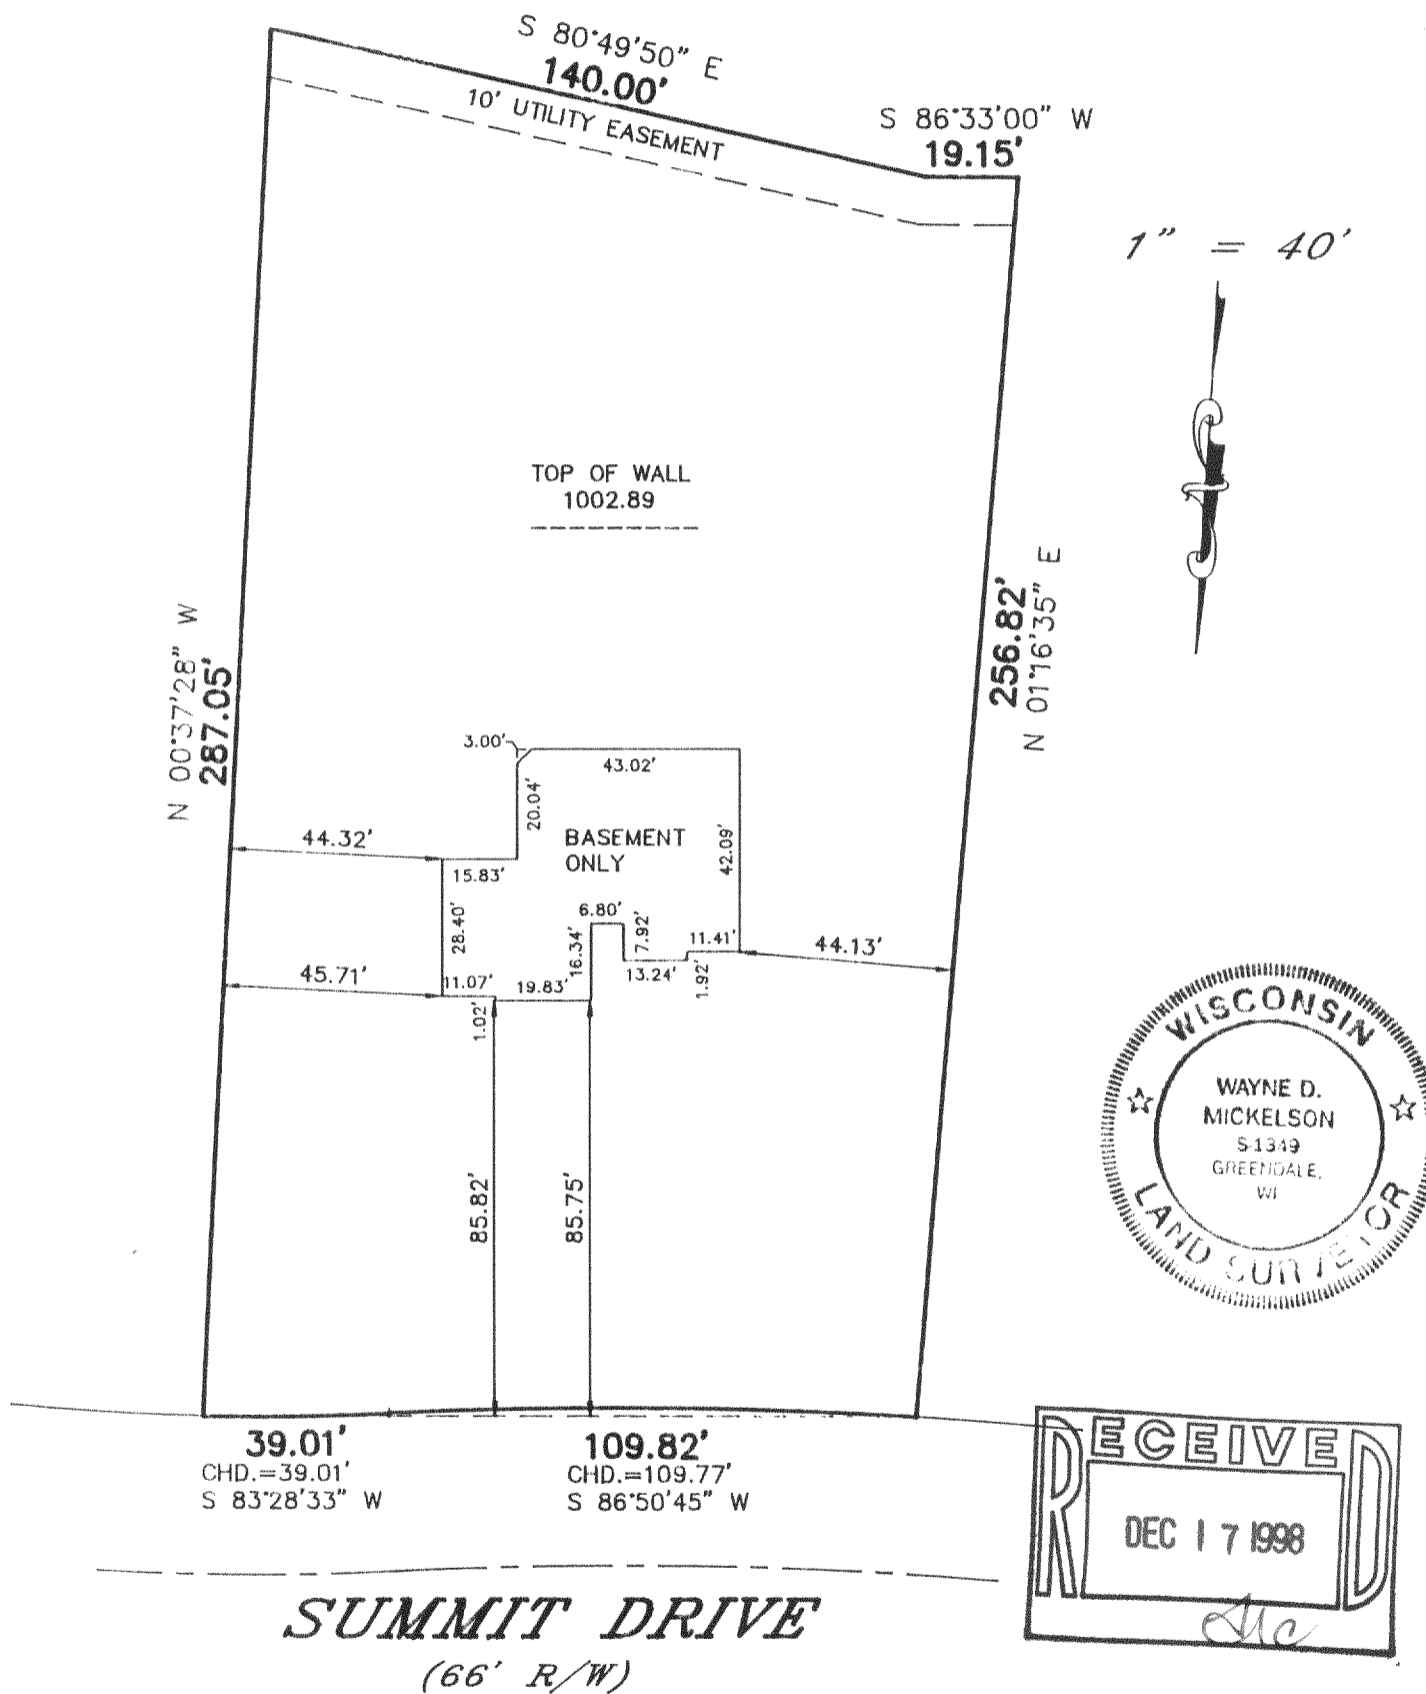 S 80°49'50" E
140.00'
10' UTILITY EASEMENT
S 86°33'00" W
19.15'
1" = 40'
TOP OF WALL
1002.89
N 00°37'28" W
287.05'
256.82'
N 01°16'35" E
3.00'
43.02'
20.04'
42.09'
BASEMENT
ONLY
44.32'
15.83'
28.40'
6.80'
7.92'
16.34'
11.41'
44.13'
13.24'
1.92'
45.71'
11.07'
19.83'
1.02'
85.82'
85.75'
WISCONSIN
WAYNE D.
MICKELSON
S-1349
GREENDALE,
WI
LAND SURVEYOR
39.01'
CHD.=39.01'
S 83°28'33" W
109.82'
CHD.=109.77'
S 86°50'45" W
RECEIVED
DEC 17 1998
SUMMIT DRIVE
(66' R/W)